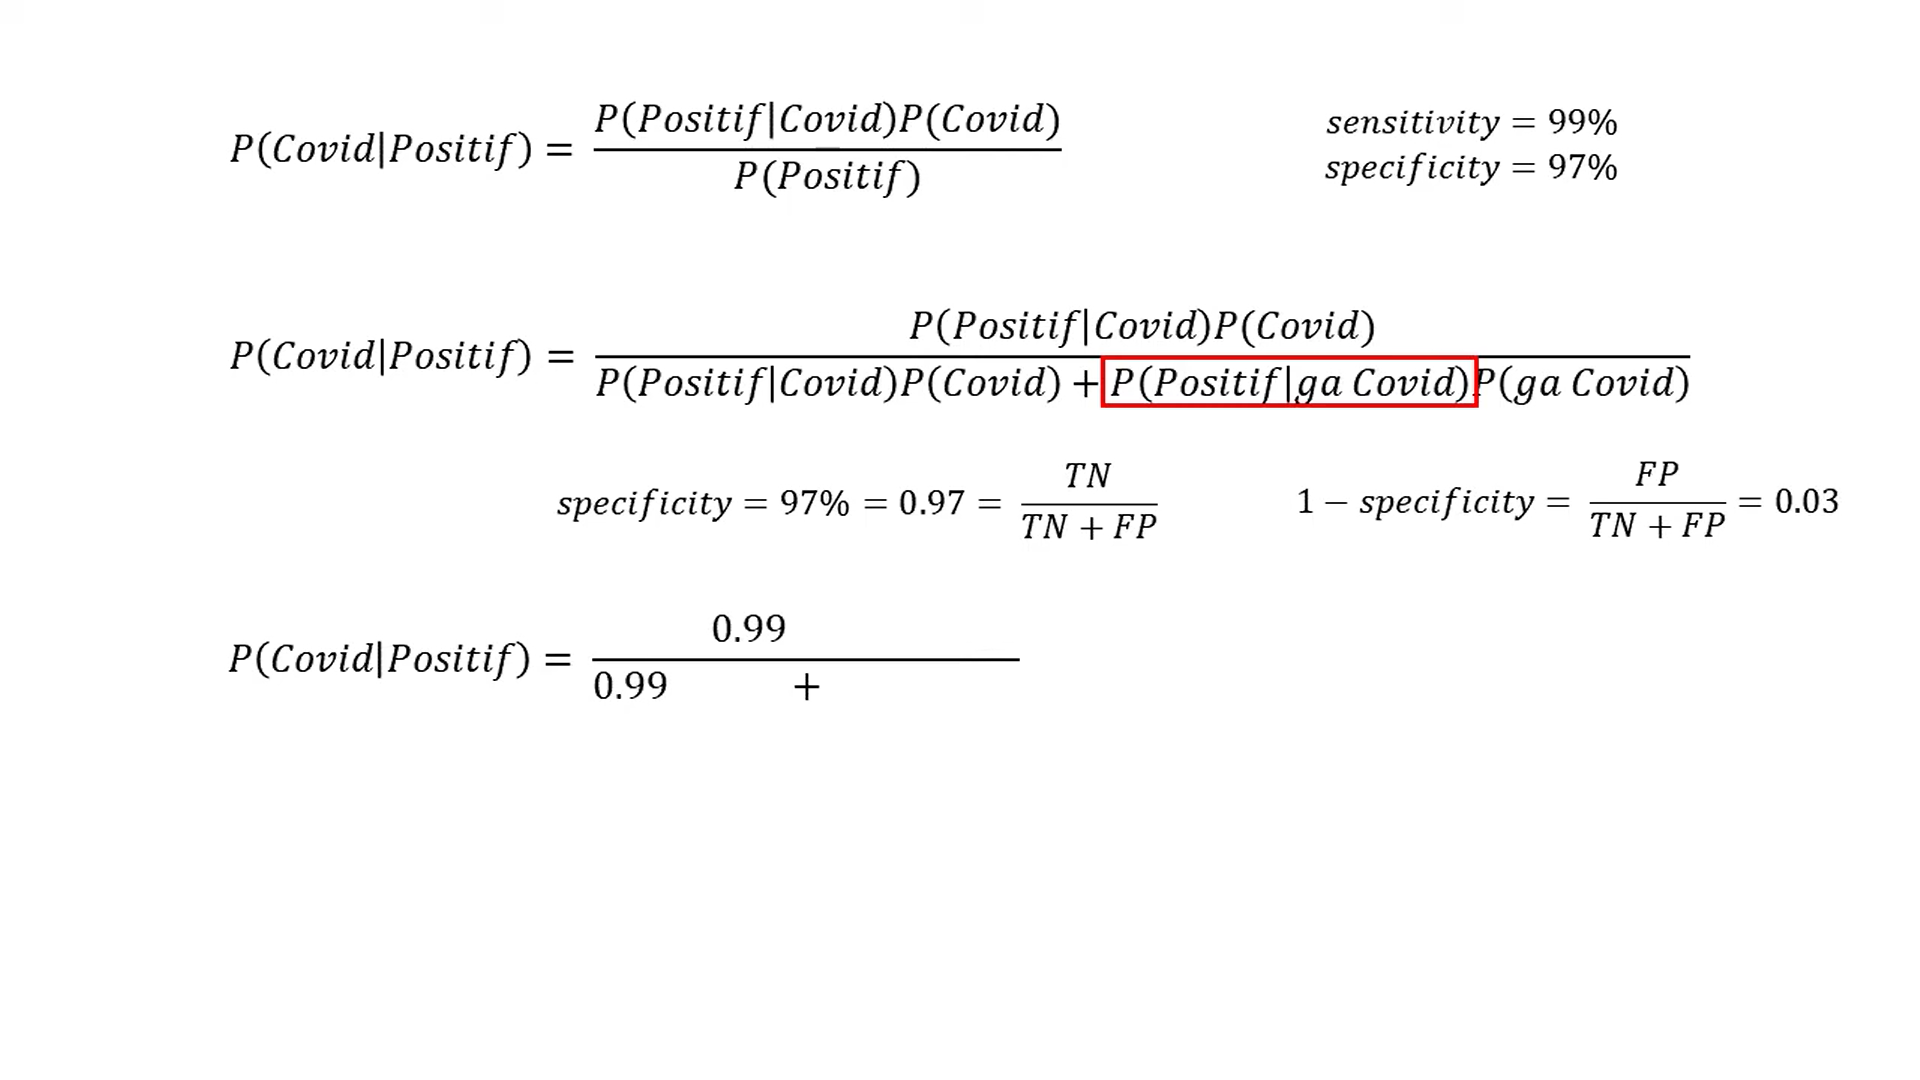 P(Covid|Positif) = P(Positif|Covid)P(Covid) / P(Positif)
sensitivity = 99%
specificity = 97%
P(Covid|Positif) = P(Positif|Covid)P(Covid) / P(Positif|Covid)P(Covid) + P(Positif|ga Covid)P(ga Covid)
specificity = 97% = 0.97 = TN / TN + FP
1 − specificity = FP / TN + FP = 0.03
P(Covid|Positif) = 0.99 / 0.99 +